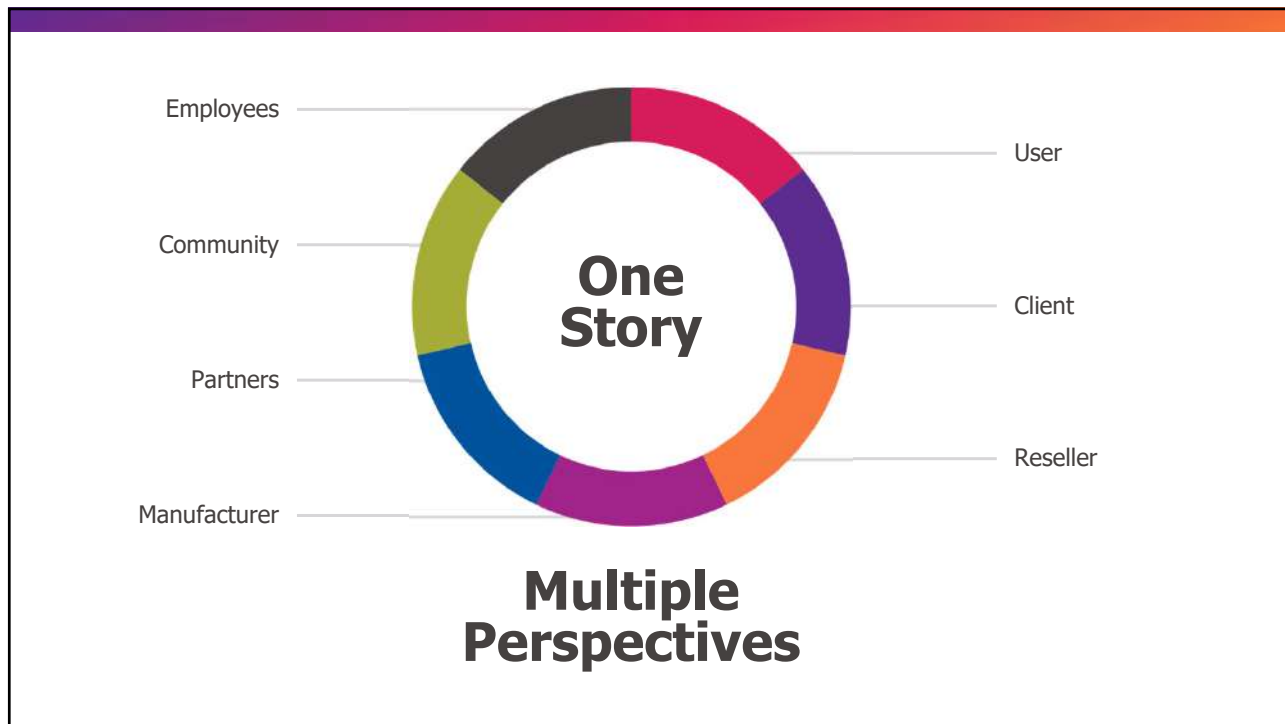 Employees
User
Community
One
Story
Client
Partners
Reseller
Manufacturer
Multiple
Perspectives